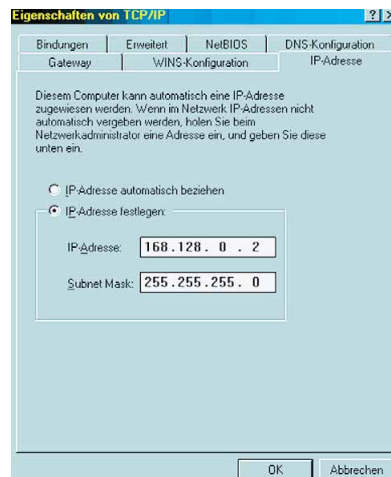 Eigenschaften von TCP/IP
Bindungen Erweitert NetBIOS DNS-Konfiguration
Gateway WINS-Konfiguration IP-Adresse
Diesem Computer kann automatisch eine IP-Adresse
zugewiesen werden. Wenn im Netzwerk IP-Adressen nicht
automatisch vergeben werden, holen Sie beim
Netzwerkadministrator eine Adresse ein, und geben Sie diese
unten ein.
IP-Adresse automatisch beziehen
IP-Adresse festlegen:
IP-Adresse: 168.128. 0 . 2
Subnet Mask: 255.255.255. 0
OK Abbrechen